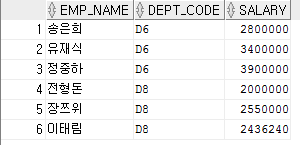 EMP_NAME DEPT_CODE SALARY
1 송은희 D6 2800000
2 유재식 D6 3400000
3 정중하 D6 3900000
4 전형돈 D8 2000000
5 장쯔위 D8 2550000
6 이태림 D8 2436240